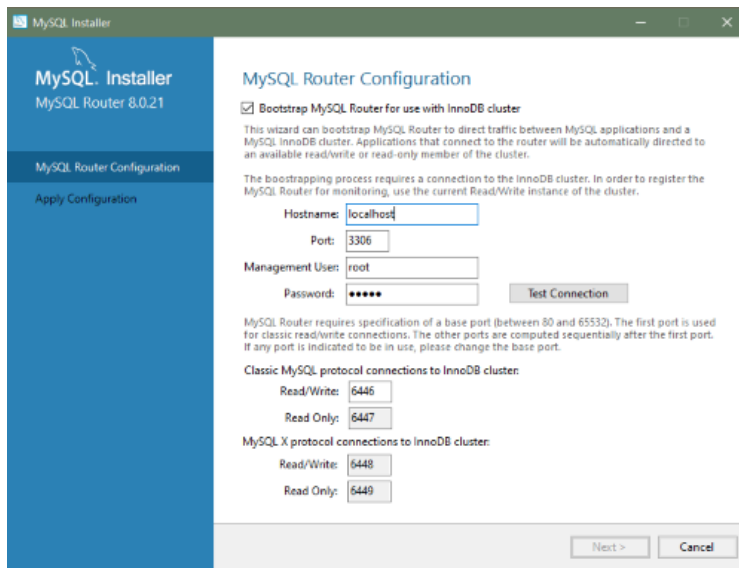 MySQL Installer
MySQL. Installer
MySQL Router 8.0.21
MySQL Router Configuration
Apply Configuration
MySQL Router Configuration
Bootstrap MySQL Router for use with InnoDB cluster
This wizard can bootstrap MySQL Router to direct traffic between MySQL applications and a
MySQL InnoDB cluster. Applications that connect to the router will be automatically directed to
an available read/write or read-only member of the cluster.
The boostrapping process requires a connection to the InnoDB cluster. In order to register the
MySQL Router for monitoring, use the current Read/Write instance of the cluster.
Hostname: localhost
Port: 3306
Management User: root
Password: ●●●●● Test Connection
MySQL Router requires specification of a base port (between 80 and 65532). The first port is used
for classic read/write connections. The other ports are computed sequentially after the first port.
If any port is indicated to be in use, please change the base port.
Classic MySQL protocol connections to InnoDB cluster:
Read/Write: 6446
Read Only: 6447
MySQL X protocol connections to InnoDB cluster:
Read/Write: 6448
Read Only: 6449
Next > Cancel